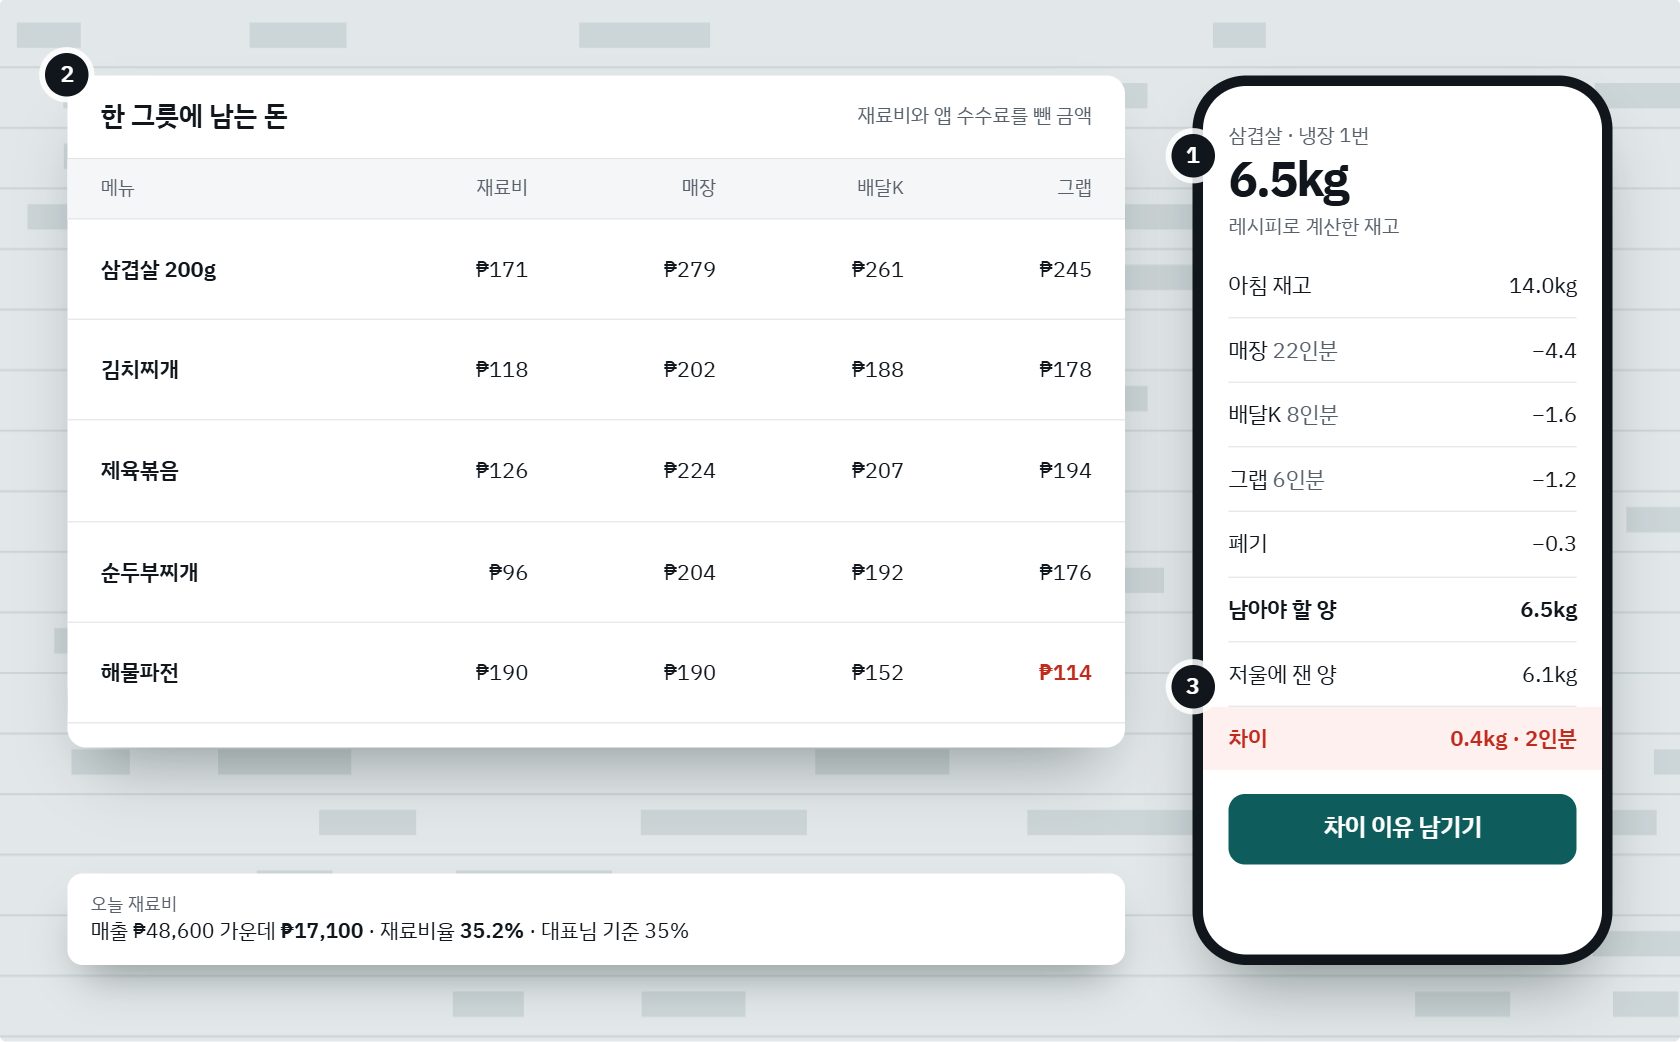 2
한 그릇에 남는 돈
재료비와 앱 수수료를 뺀 금액
메뉴 재료비 매장 배달K 그랩
삼겹살 200g ₱171 ₱279 ₱261 ₱245
김치찌개 ₱118 ₱202 ₱188 ₱178
제육볶음 ₱126 ₱224 ₱207 ₱194
순두부찌개 ₱96 ₱204 ₱192 ₱176
해물파전 ₱190 ₱190 ₱152 ₱114
오늘 재료비
매출 ₱48,600 가운데 ₱17,100 · 재료비율 35.2% · 대표님 기준 35%
1
삼겹살 · 냉장 1번
6.5kg
레시피로 계산한 재고
아침 재고 14.0kg
매장 22인분 −4.4
배달K 8인분 −1.6
그랩 6인분 −1.2
폐기 −0.3
남아야 할 양 6.5kg
3
저울에 잰 양 6.1kg
차이 0.4kg · 2인분
차이 이유 남기기